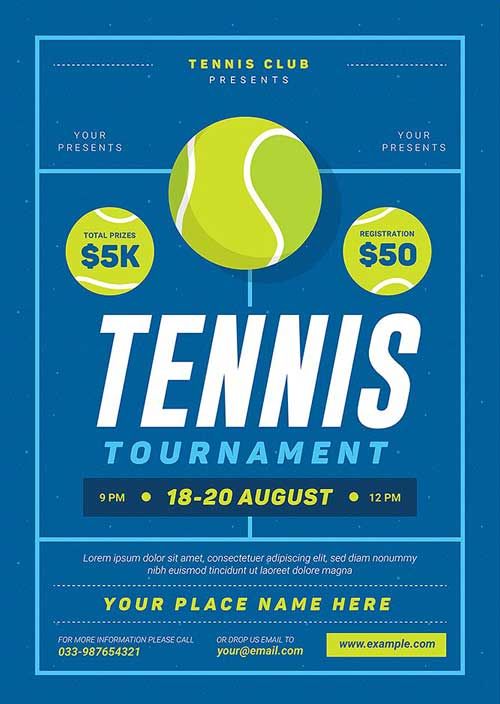 TENNIS CLUB
PRESENTS
YOUR
PRESENTS
YOUR
PRESENTS
TOTAL PRIZES
$5K
REGISTRATION
$50
TENNIS
TOURNAMENT
9 PM 18-20 AUGUST 12 PM
Lorem ipsum dolor sit amet, consectetuer adipiscing elit, sed diam nonummy
nibh euismod tincidunt ut laoreet dolore magna
YOUR PLACE NAME HERE
FOR MORE INFORMATION PLEASE CALL
033-987654321
OR DROP US EMAIL TO
your@email.com
www.example.com